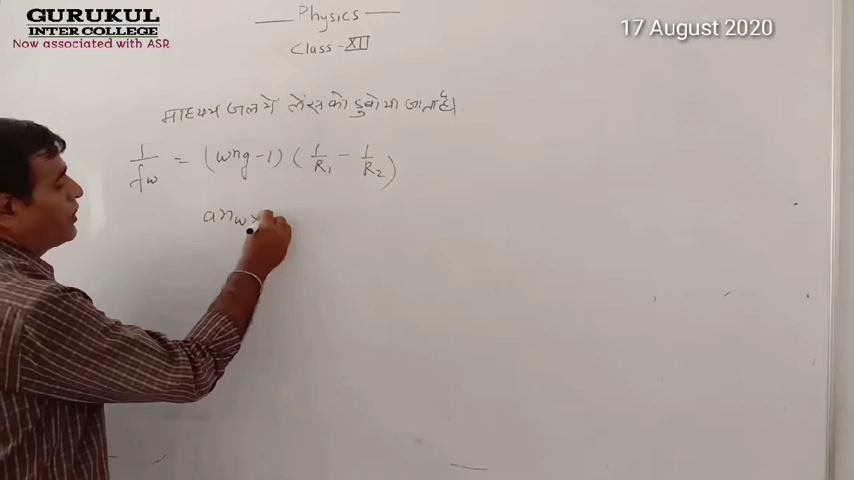 GURUKUL
INTER COLLEGE
Now associated with ASR
17 August 2020
Physics
Class - XII
माध्यम जल में लेंस को डुबोया जाता है।
1/fw = (wng - 1) (1/R₁ - 1/R₂)
anw ×